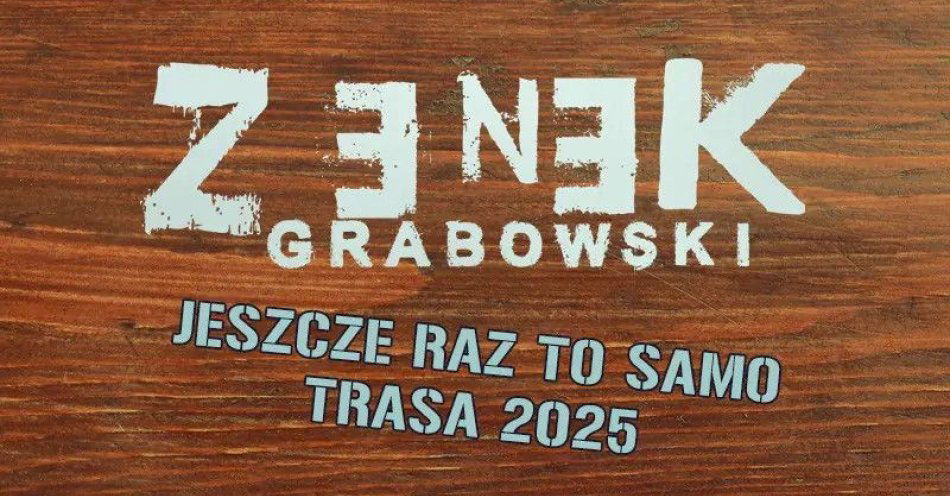 ZENEK
GRABOWSKI
JESZCZE RAZ TO SAMO
TRASA 2025